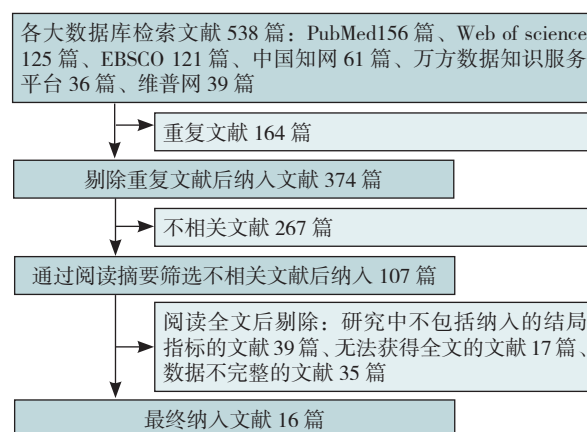 各大数据库检索文献 538 篇：PubMed156 篇、Web of science
125 篇、EBSCO 121 篇、中国知网 61 篇、万方数据知识服务
平台 36 篇、维普网 39 篇
重复文献 164 篇
剔除重复文献后纳入文献 374 篇
不相关文献 267 篇
通过阅读摘要筛选不相关文献后纳入 107 篇
阅读全文后剔除：研究中不包括纳入的结局
指标的文献 39 篇、无法获得全文的文献 17 篇、
数据不完整的文献 35 篇
最终纳入文献 16 篇